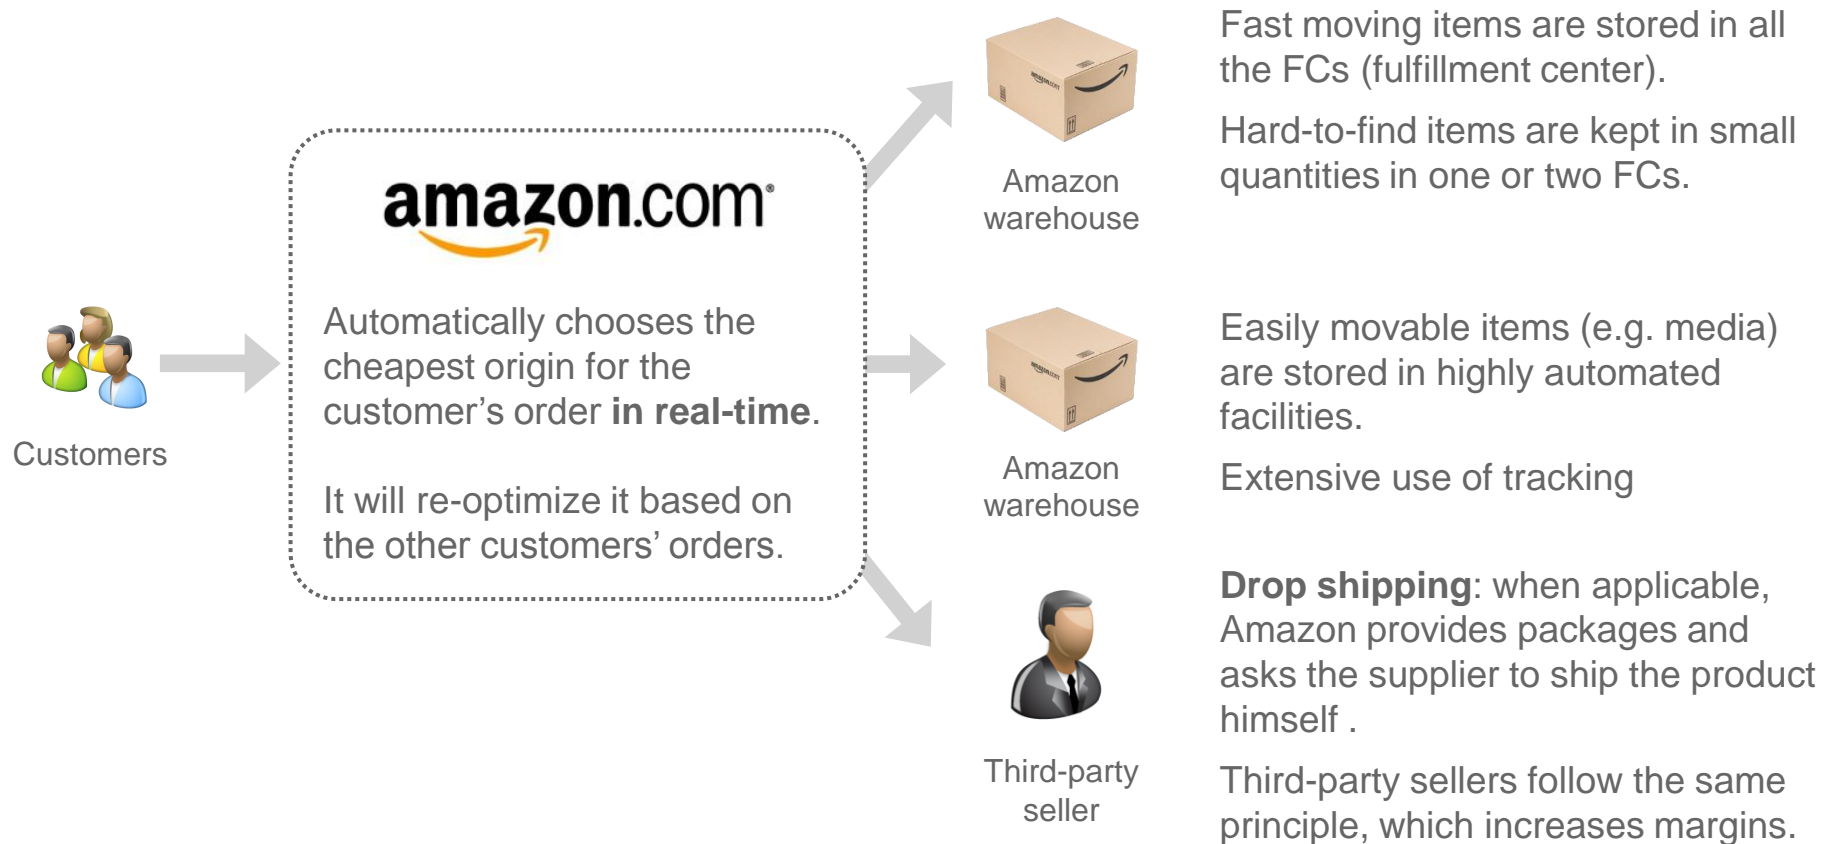 Customers
amazon.com®
Automatically chooses the
cheapest origin for the
customer’s order in real-time.
It will re-optimize it based on
the other customers’ orders.
Amazon
warehouse
Fast moving items are stored in all
the FCs (fulfillment center).
Hard-to-find items are kept in small
quantities in one or two FCs.
Amazon
warehouse
Easily movable items (e.g. media)
are stored in highly automated
facilities.
Extensive use of tracking
Third-party
seller
Drop shipping: when applicable,
Amazon provides packages and
asks the supplier to ship the product
himself .
Third-party sellers follow the same
principle, which increases margins.